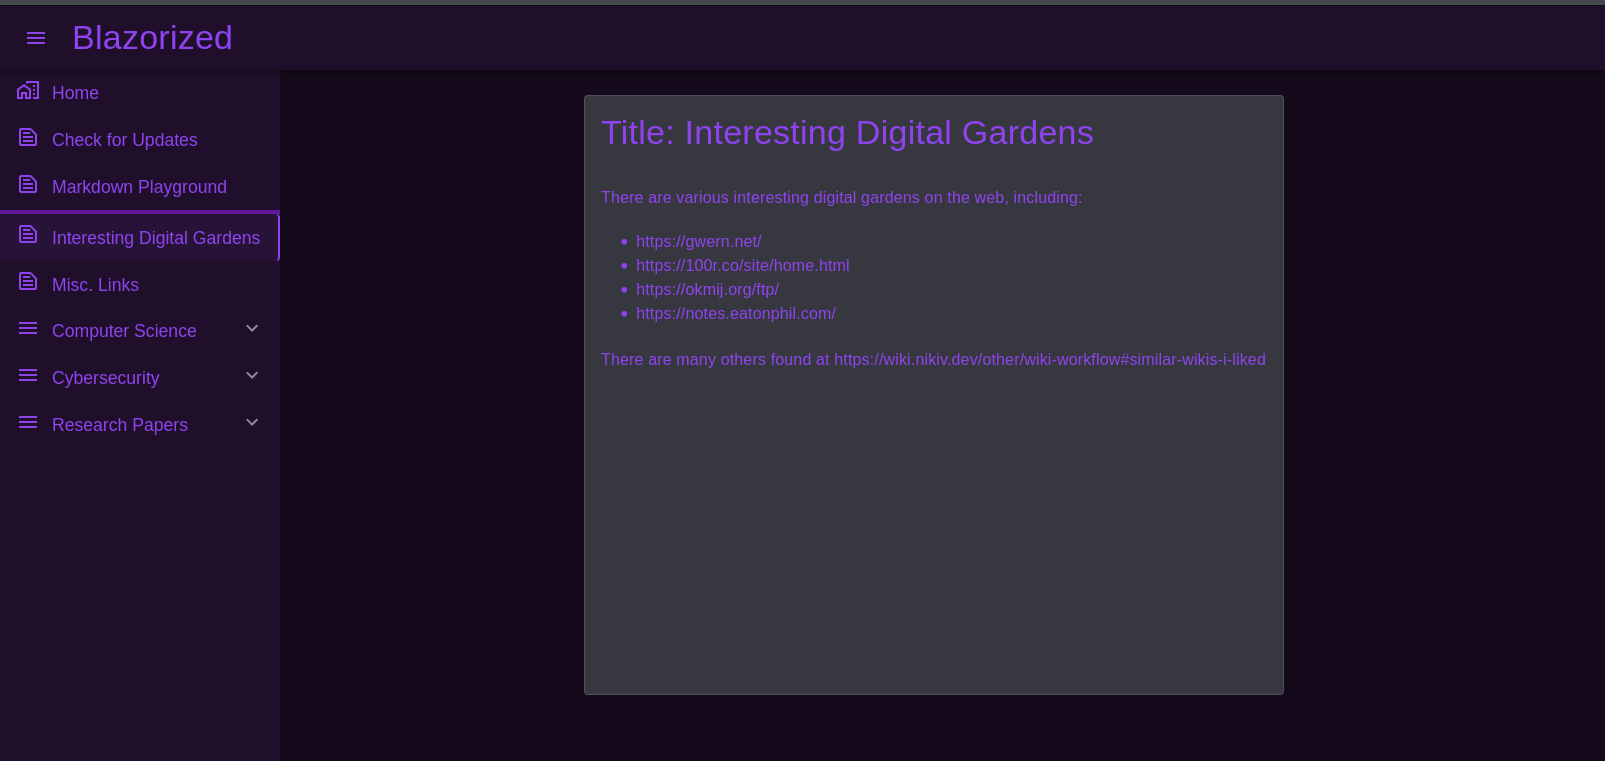 Blazorized
Home
Check for Updates
Markdown Playground
Interesting Digital Gardens
Misc. Links
Computer Science
Cybersecurity
Research Papers
Title: Interesting Digital Gardens
There are various interesting digital gardens on the web, including:
https://gwern.net/
https://100r.co/site/home.html
https://okmij.org/ftp/
https://notes.eatonphil.com/
There are many others found at https://wiki.nikiv.dev/other/wiki-workflow#similar-wikis-i-liked